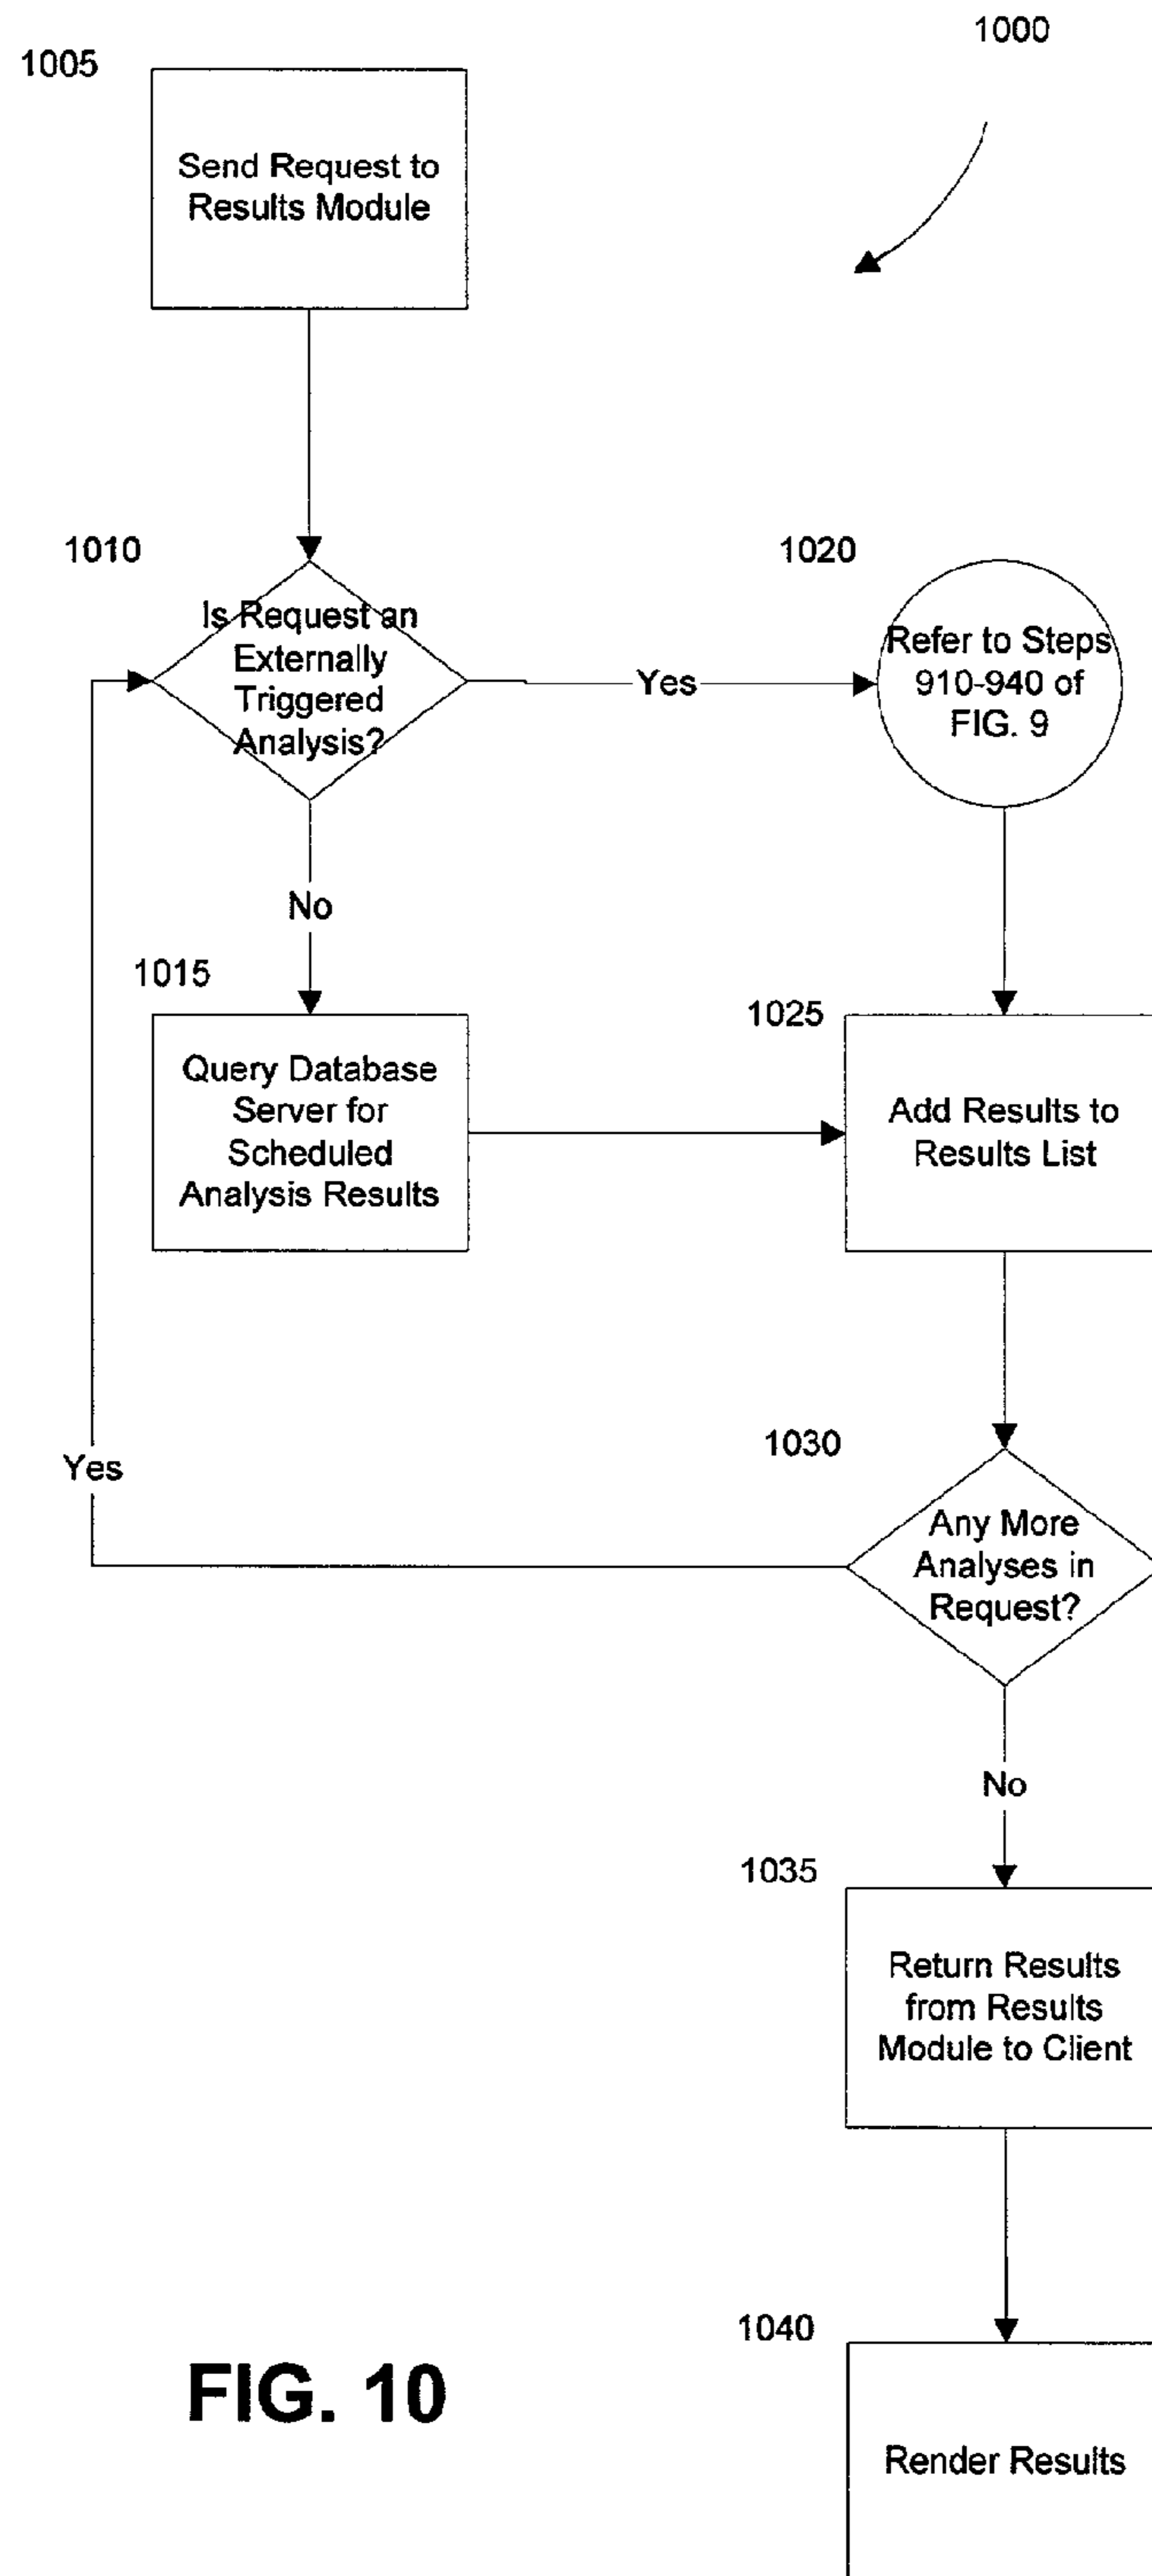 1000
1005
Send Request to
Results Module
1010
Is Request an
Externally
Triggered
Analysis?
Yes
1020
Refer to Steps
910-940 of
FIG. 9
No
1015
Query Database
Server for
Scheduled
Analysis Results
1025
Add Results to
Results List
1030
Any More
Analyses in
Request?
Yes
No
1035
Return Results
from Results
Module to Client
1040
Render Results
FIG. 10